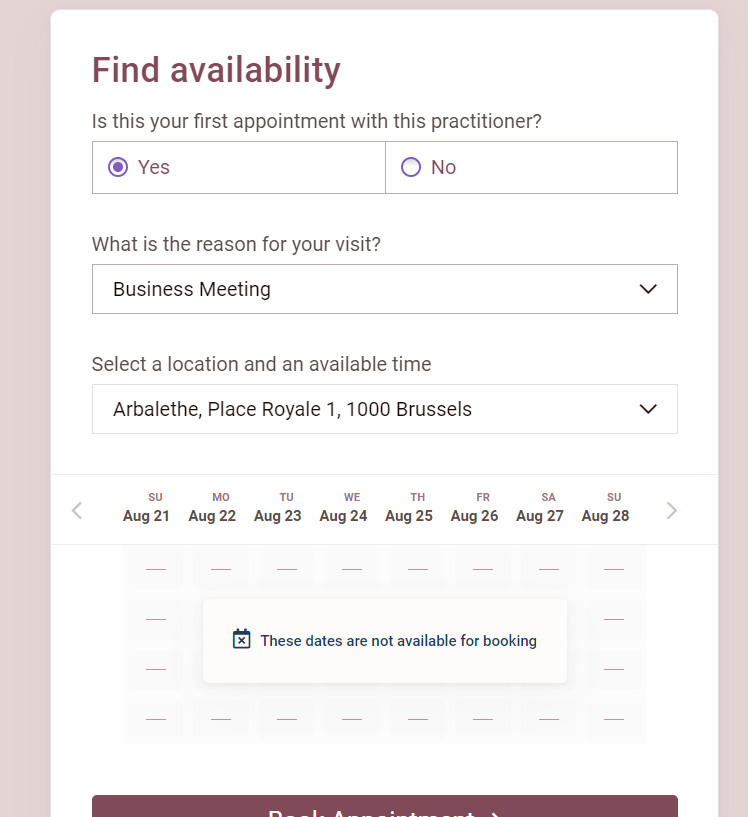 Find availability
Is this your first appointment with this practitioner?
Yes No
What is the reason for your visit?
Business Meeting
Select a location and an available time
Arbalethe, Place Royale 1, 1000 Brussels
SU MO TU WE TH FR SA SU
Aug 21 Aug 22 Aug 23 Aug 24 Aug 25 Aug 26 Aug 27 Aug 28
These dates are not available for booking
Book Appointment